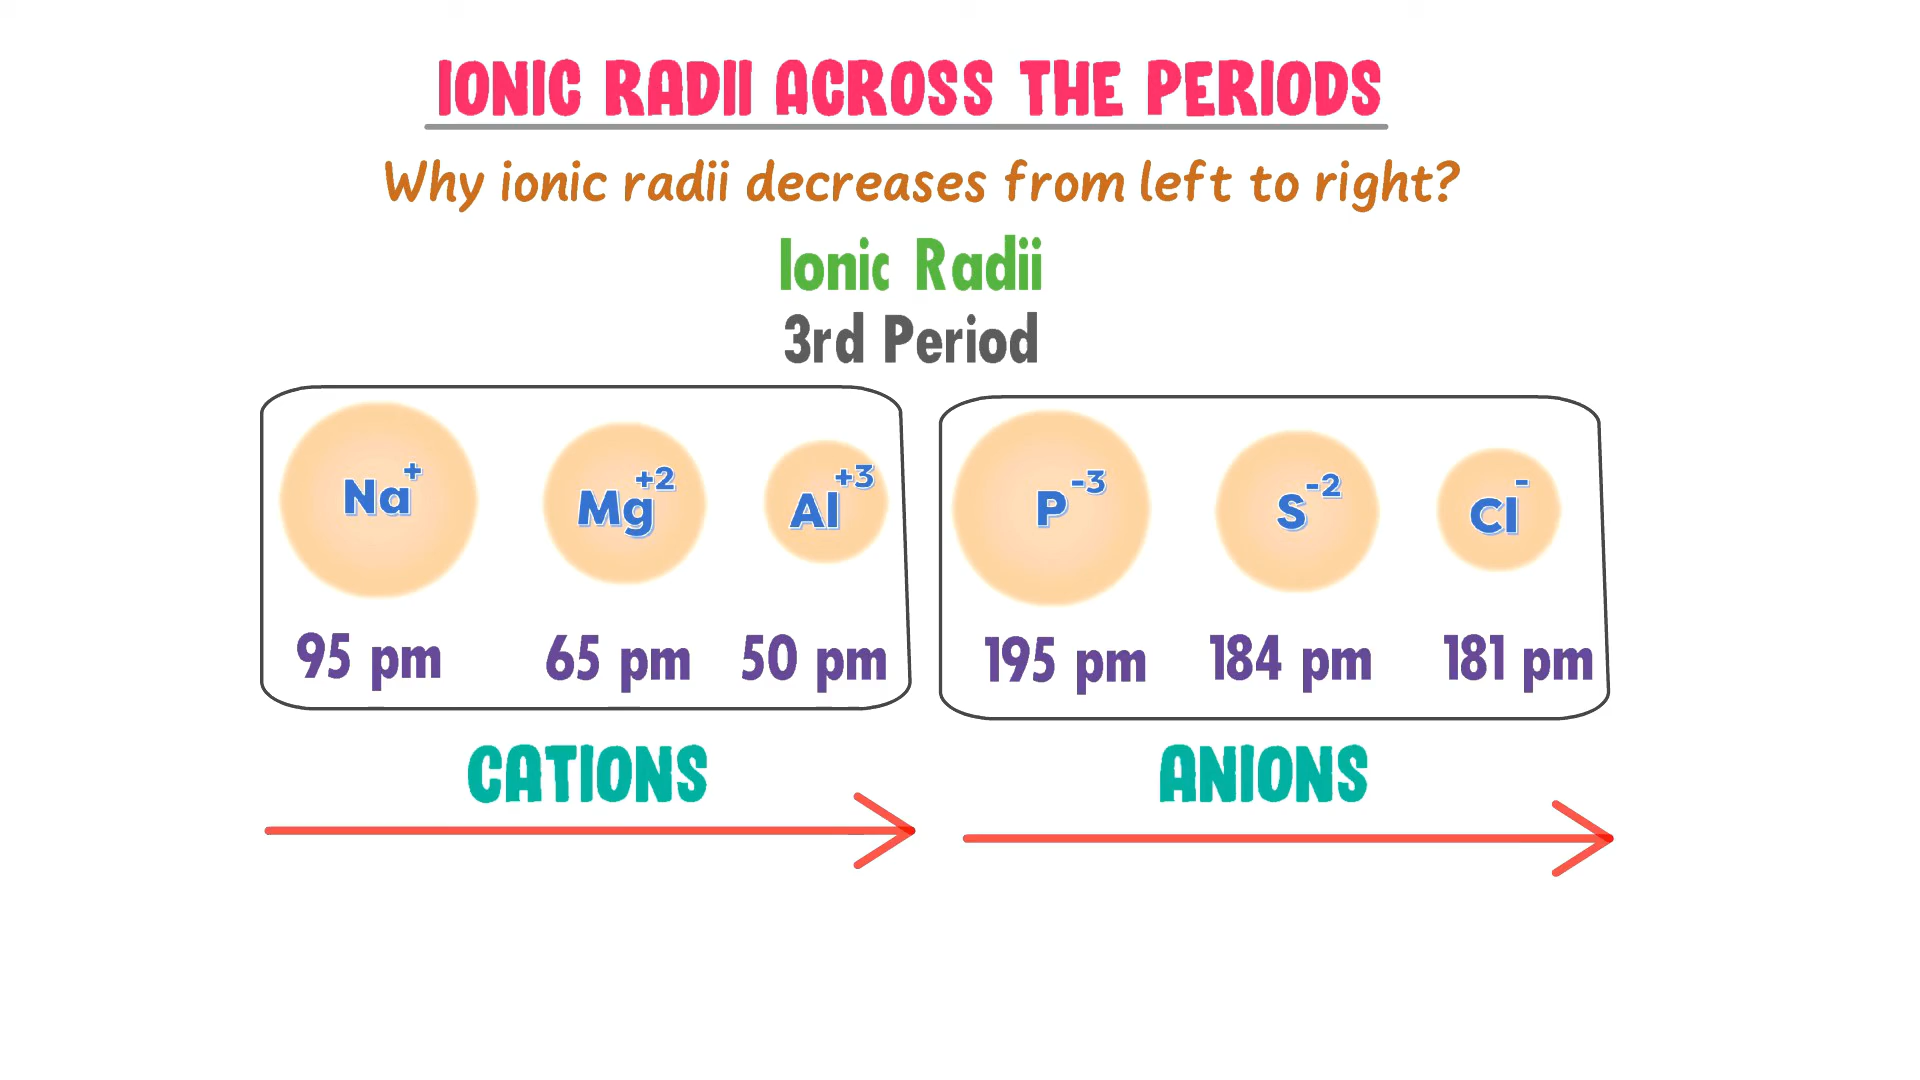 IONIC RADII ACROSS THE PERIODS
Why ionic radii decreases from left to right?
Ionic Radii
3rd Period
Na+ Mg+2 Al+3 P-3 S-2 Cl-
95 pm 65 pm 50 pm 195 pm 184 pm 181 pm
CATIONS ANIONS